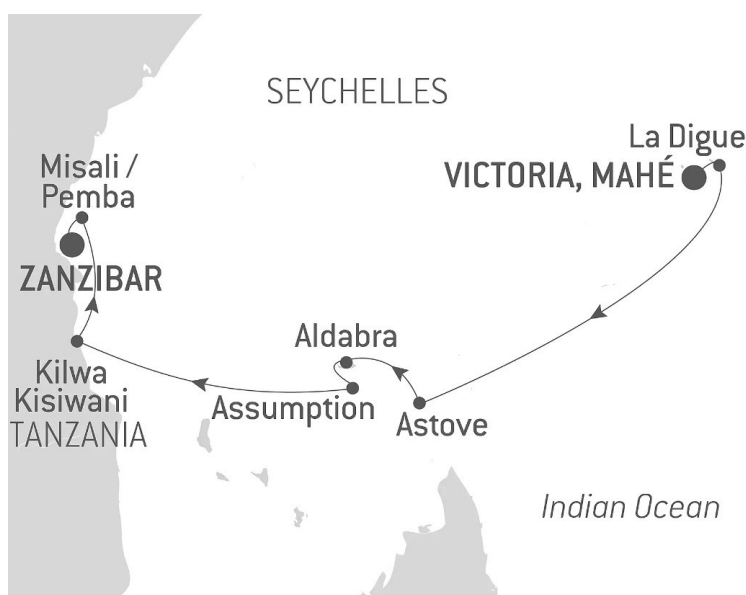 SEYCHELLES
La Digue
VICTORIA, MAHÉ
Misali /
Pemba
ZANZIBAR
Aldabra
Kilwa
Kisiwani
TANZANIA
Assumption
Astove
Indian Ocean